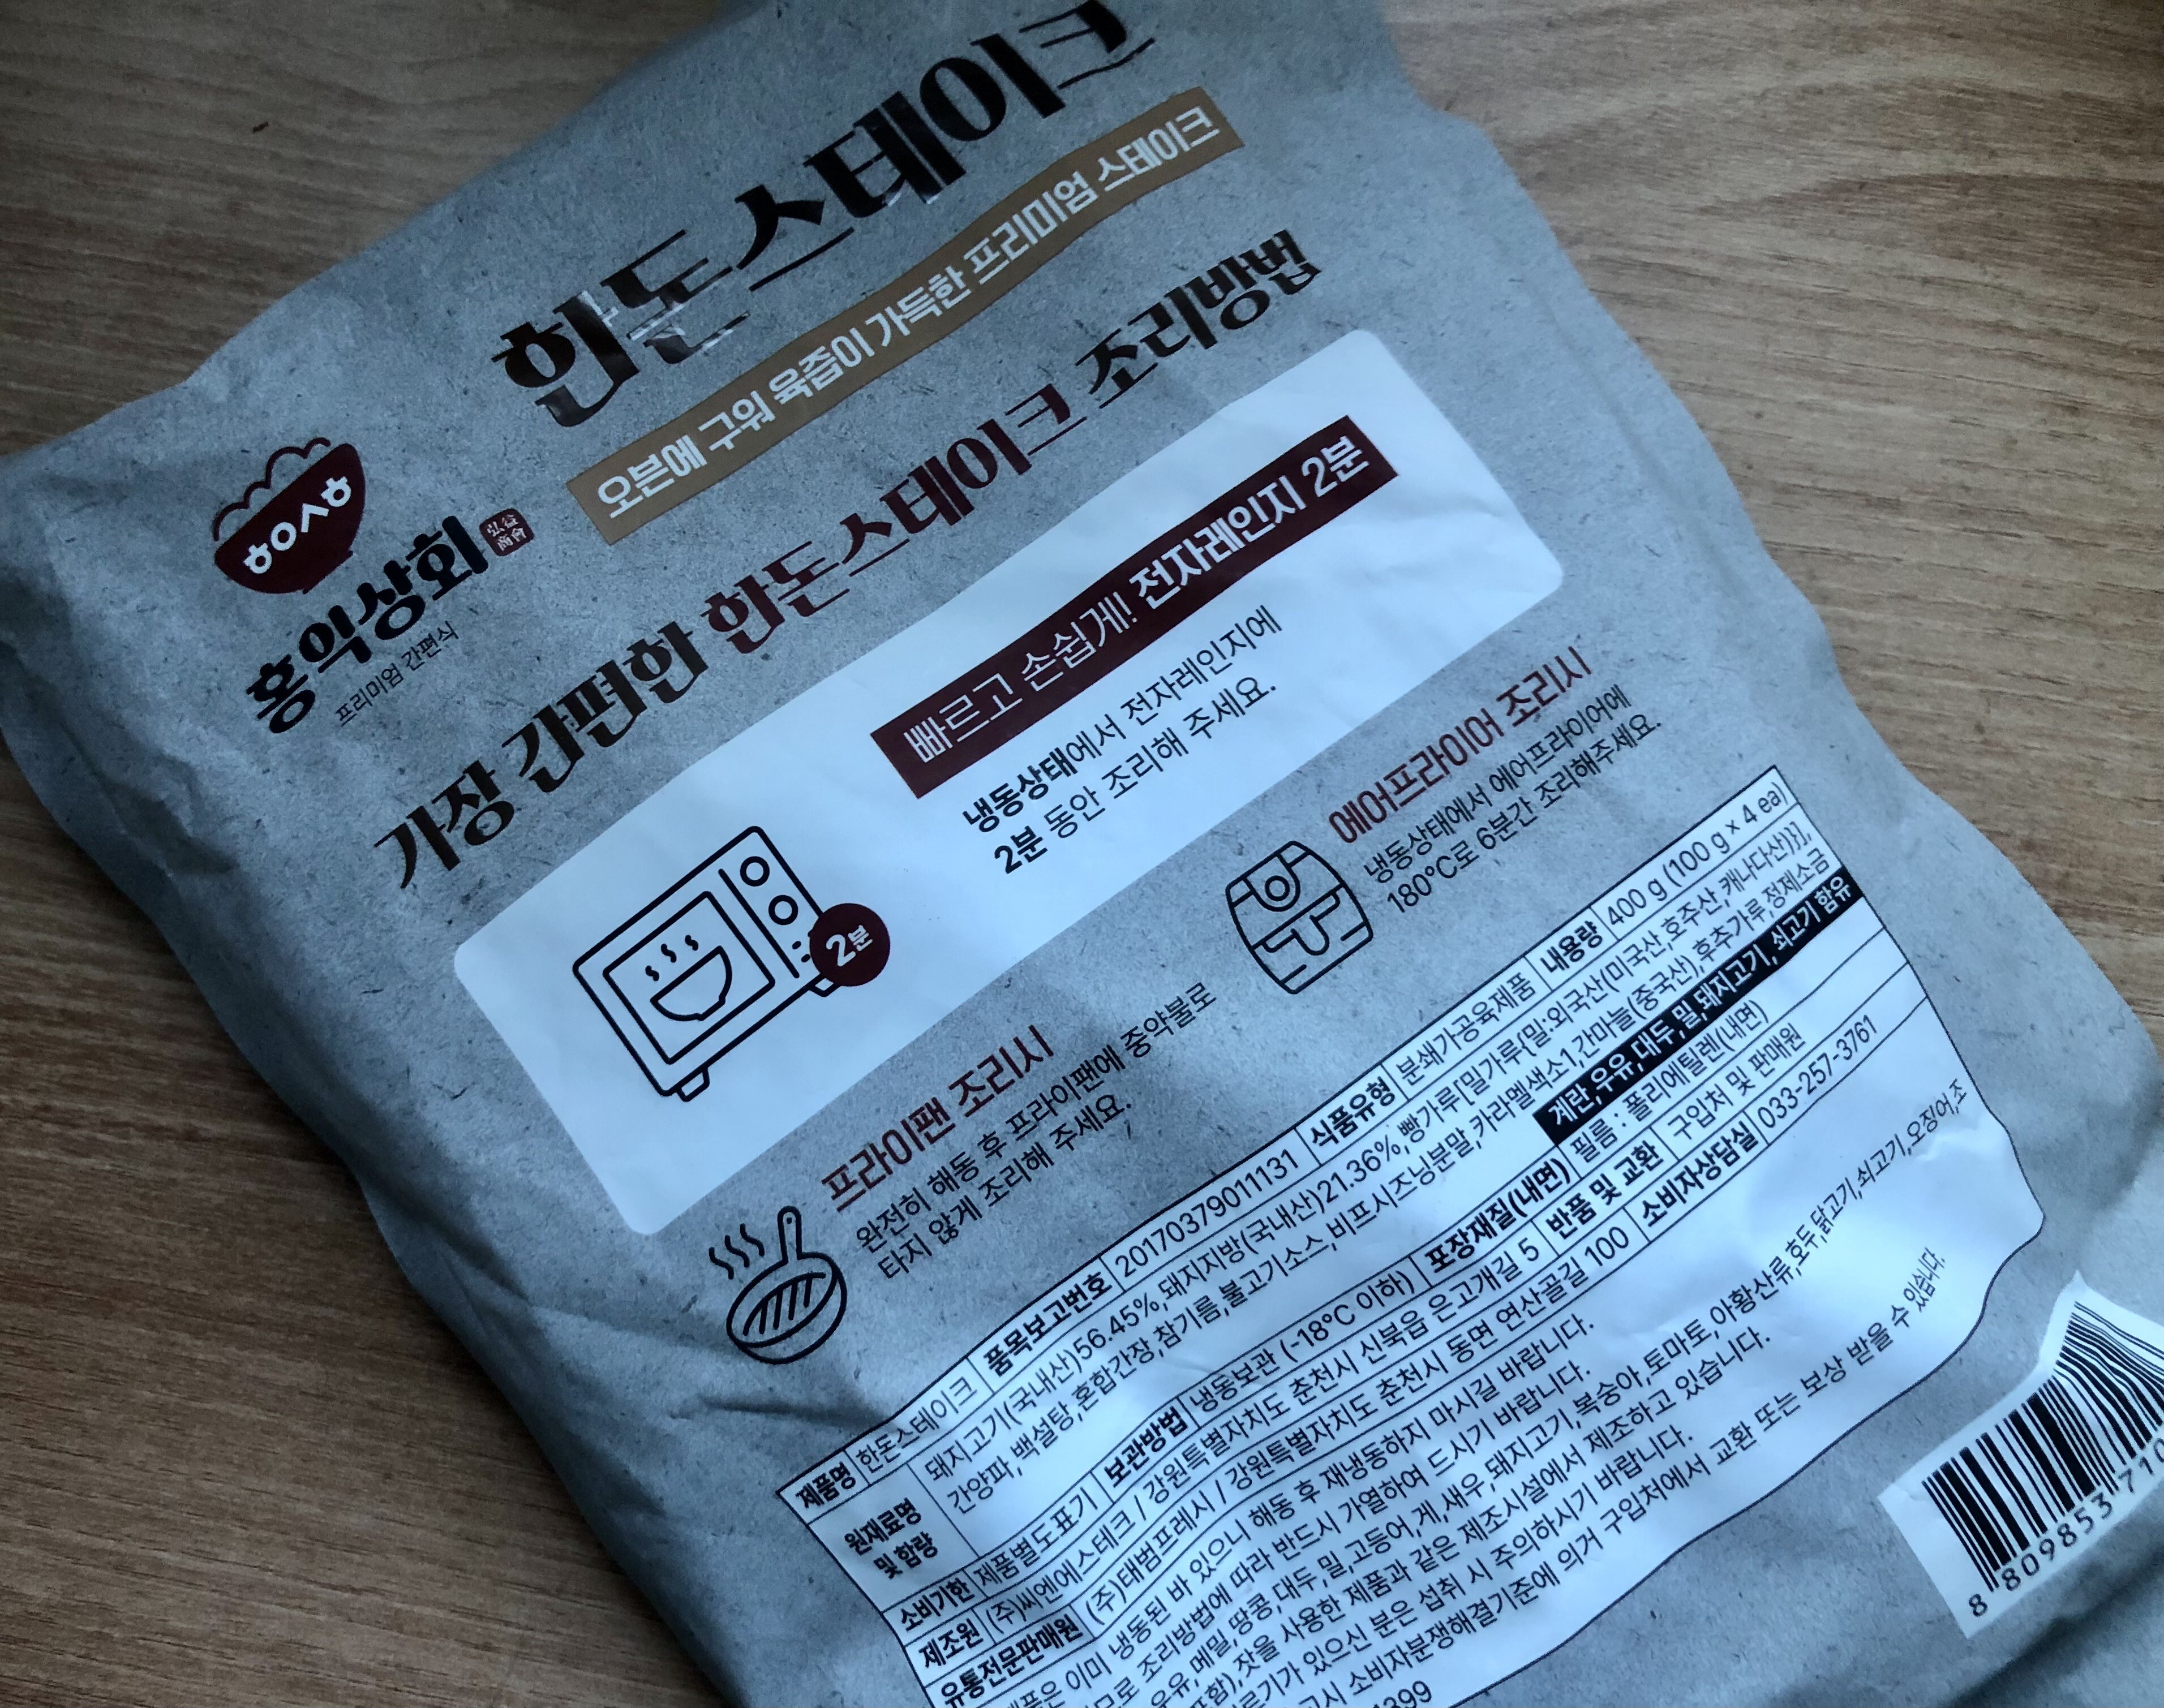 한돈스테이크
오븐에 구워 육즙이 가득한 프리미엄 스테이크
ㅎㅇㅅㅎ
홍익상회
弘益
商會
프리미엄 간편식
가장 간편한 한돈스테이크 조리방법
빠르고 손쉽게! 전자레인지 2분
냉동상태에서 전자레인지에
2분 동안 조리해 주세요.
2분
프라이팬 조리시
완전히 해동 후 프라이팬에 중약불로
타지 않게 조리해 주세요.
에어프라이어 조리시
냉동상태에서 에어프라이어에
180℃로 6분간 조리해주세요.
제품명 한돈스테이크 품목보고번호 20170379011131 식품유형 분쇄가공육제품 내용량 400 g (100 g × 4 ea)
원재료명 및 함량
돼지고기(국내산)56.45%,돼지지방(국내산)21.36%,빵가루[밀가루{밀:외국산(미국산,호주산,캐나다산)}],
간양파,백설탕,혼합간장,참기름,불고기소스,비프시즈닝분말,카라멜색소1,간마늘(중국산),후추가루,정제소금
계란,우유,대두,밀,돼지고기,쇠고기 함유
소비기한 제품별도표기 보관방법 냉동보관 (-18℃ 이하) 포장재질(내면) 필름 : 폴리에틸렌(내면)
제조원 (주)씨엔에스테크 / 강원특별자치도 춘천시 신북읍 은고개길 5 반품 및 교환 구입처 및 판매원
유통전문판매원 (주)태범프레시 / 강원특별자치도 춘천시 동면 연산골길 100 소비자상담실 033-257-3761
이미 냉동된 바 있으니 해동 후 재냉동하지 마시길 바랍니다.
조리방법에 따라 반드시 가열하여 드시기 바랍니다.
우유,메밀,땅콩,대두,밀,고등어,게,새우,돼지고기,복숭아,토마토,아황산류,호두,닭고기,쇠고기,오징어,조
잣을 사용한 제품과 같은 제조시설에서 제조하고 있습니다.
있으신 분은 섭취 시 주의하시기 바랍니다.
소비자분쟁해결기준에 의거 구입처에서 교환 또는 보상 받을 수 있습니다.
1399
8 809853 710